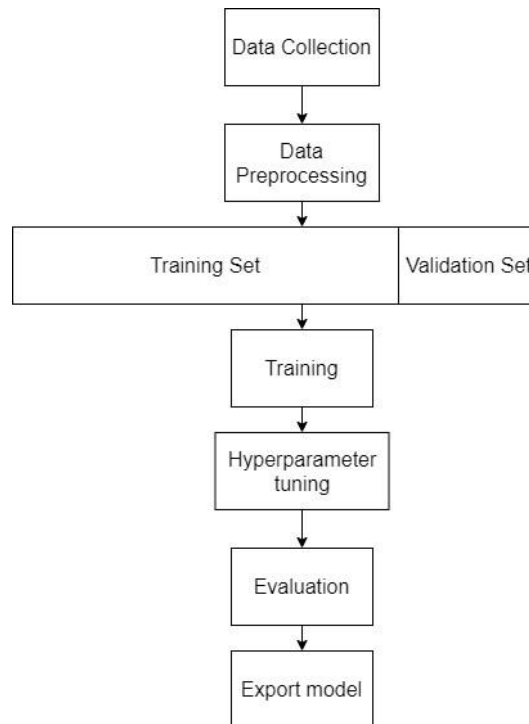 Data Collection
Data
Preprocessing
Training Set
Validation Set
Training
Hyperparameter
tuning
Evaluation
Export model